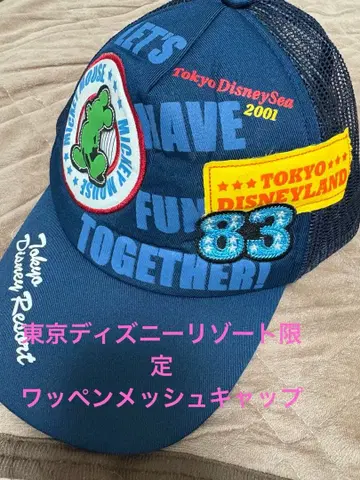 LET'S
HAVE
FUN
TOGETHER!
Tokyo DisneySea
2001
MICKEY MOUSE
MICKEY MOUSE
★★★★★★
★TOKYO
DISNEYLAND
83
Tokyo
Disney Resort
東京ディズニーリゾート限
定
ワッペンメッシュキャップ